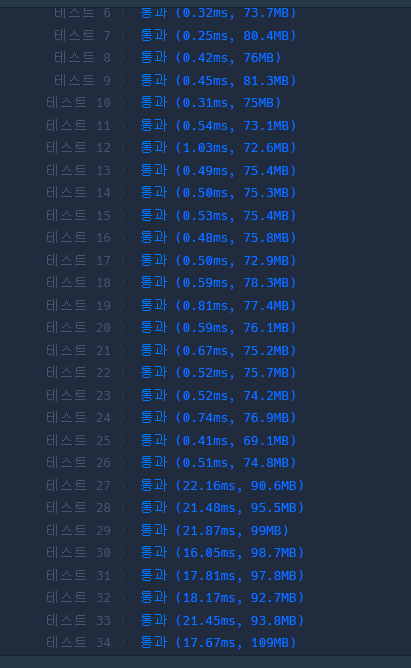 테스트 6 〉 통과 (0.32ms, 73.7MB)
테스트 7 〉 통과 (0.25ms, 80.4MB)
테스트 8 〉 통과 (0.42ms, 76MB)
테스트 9 〉 통과 (0.45ms, 81.3MB)
테스트 10 〉 통과 (0.31ms, 75MB)
테스트 11 〉 통과 (0.54ms, 73.1MB)
테스트 12 〉 통과 (1.03ms, 72.6MB)
테스트 13 〉 통과 (0.49ms, 75.4MB)
테스트 14 〉 통과 (0.50ms, 75.3MB)
테스트 15 〉 통과 (0.53ms, 75.4MB)
테스트 16 〉 통과 (0.48ms, 75.8MB)
테스트 17 〉 통과 (0.50ms, 72.9MB)
테스트 18 〉 통과 (0.59ms, 78.3MB)
테스트 19 〉 통과 (0.81ms, 77.4MB)
테스트 20 〉 통과 (0.59ms, 76.1MB)
테스트 21 〉 통과 (0.67ms, 75.2MB)
테스트 22 〉 통과 (0.52ms, 75.7MB)
테스트 23 〉 통과 (0.52ms, 74.2MB)
테스트 24 〉 통과 (0.74ms, 76.9MB)
테스트 25 〉 통과 (0.41ms, 69.1MB)
테스트 26 〉 통과 (0.51ms, 74.8MB)
테스트 27 〉 통과 (22.16ms, 90.6MB)
테스트 28 〉 통과 (21.48ms, 95.5MB)
테스트 29 〉 통과 (21.87ms, 99MB)
테스트 30 〉 통과 (16.05ms, 98.7MB)
테스트 31 〉 통과 (17.81ms, 97.8MB)
테스트 32 〉 통과 (18.17ms, 92.7MB)
테스트 33 〉 통과 (21.45ms, 93.8MB)
테스트 34 〉 통과 (17.67ms, 109MB)